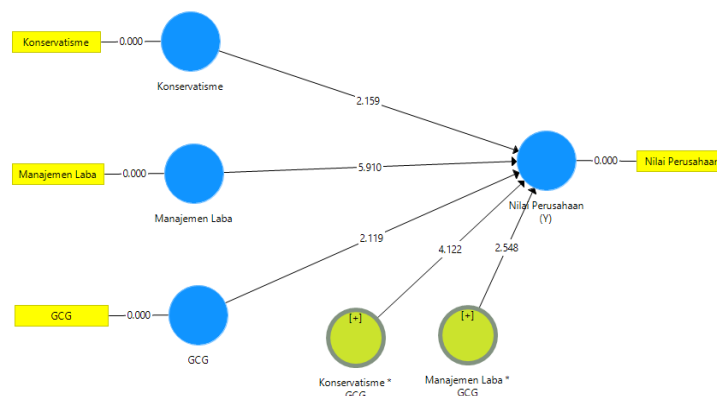 Konservatisme
0.000
Konservatisme
2.159
Manajemen Laba
0.000
Manajemen Laba
5.910
Nilai Perusahaan
(Y)
0.000
Nilai Perusahaan
GCG
0.000
GCG
2.119
4.122
2.548
[+]
Konservatisme *
GCG
[+]
Manajemen Laba *
GCG